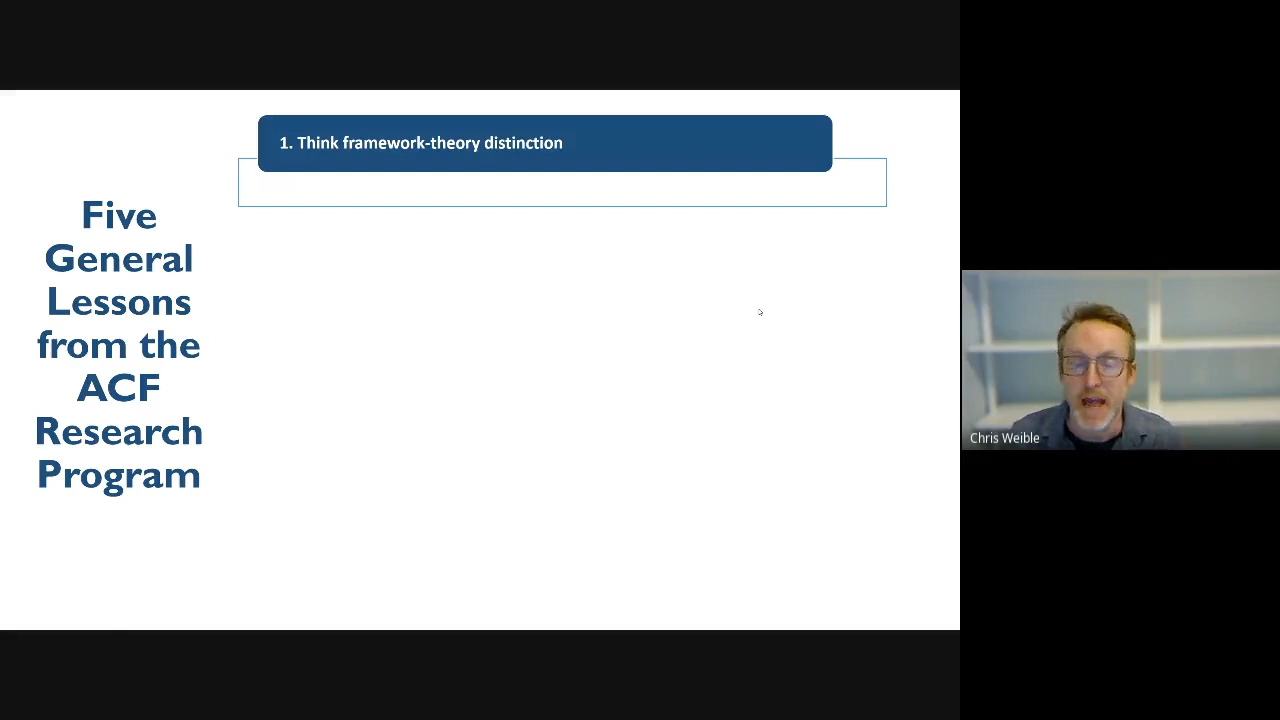 1. Think framework-theory distinction
Five
General
Lessons
from the
ACF
Research
Program
Chris Weible